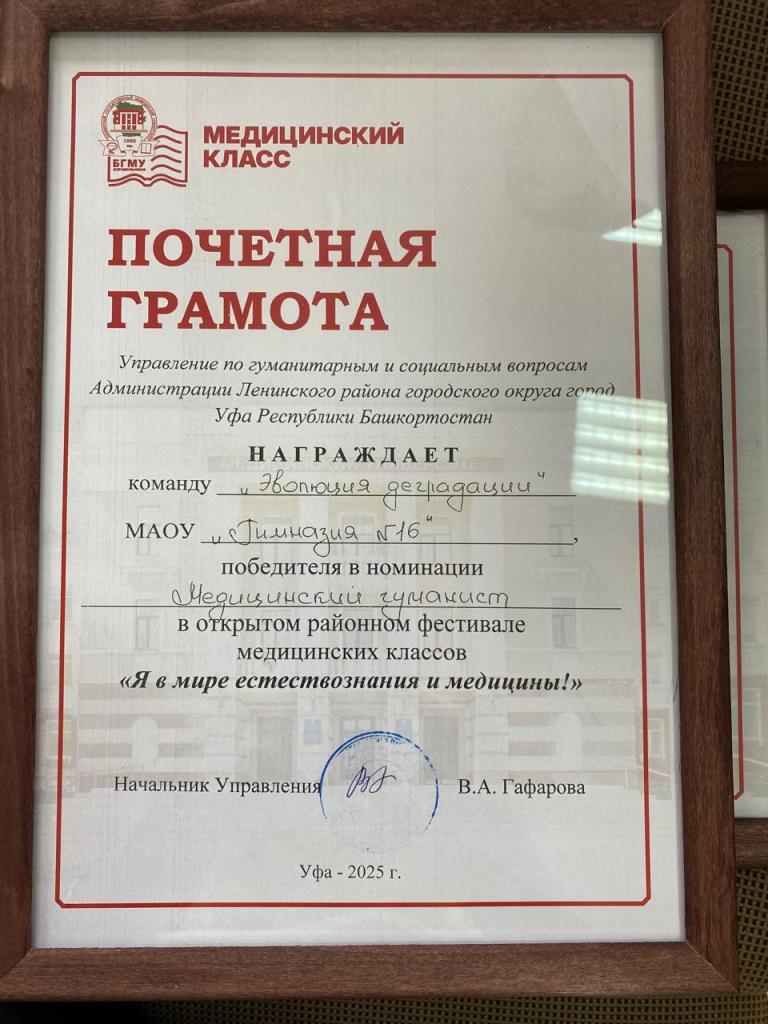 БГМУ
МЕДИЦИНСКИЙ
КЛАСС
ПОЧЕТНАЯ
ГРАМОТА
Управление по гуманитарным и социальным вопросам
Администрации Ленинского района городского округа город
Уфа Республики Башкортостан
НАГРАЖДАЕТ
команду „Эволюция деградации“
МАОУ „Гимназия №16“,
победителя в номинации
Медицинский гуманист
в открытом районном фестивале
медицинских классов
«Я в мире естествознания и медицины!»
Начальник Управления В.А. Гафарова
Уфа - 2025 г.